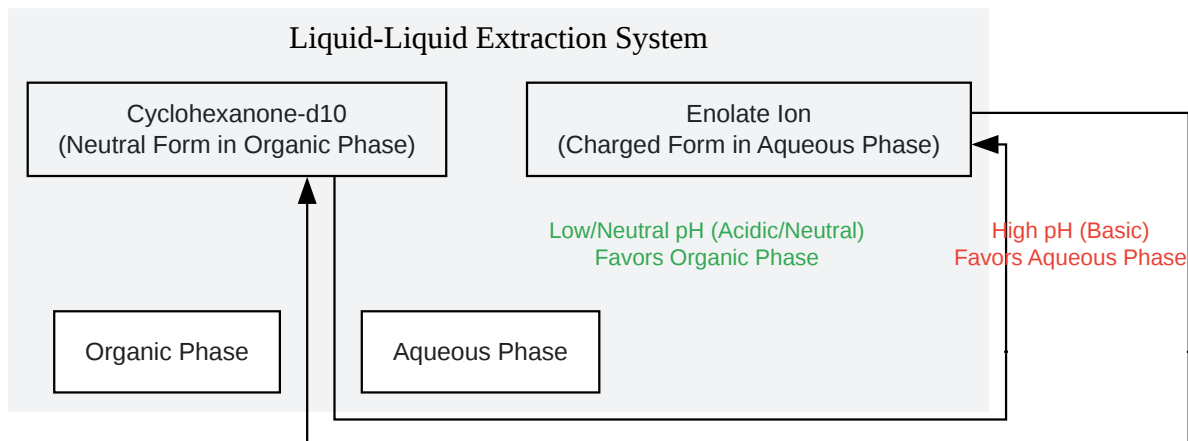 Liquid-Liquid Extraction System
Cyclohexanone-d10
(Neutral Form in Organic Phase)
Enolate Ion
(Charged Form in Aqueous Phase)
Low/Neutral pH (Acidic/Neutral)
Favors Organic Phase
High pH (Basic)
Favors Aqueous Phase
Organic Phase
Aqueous Phase